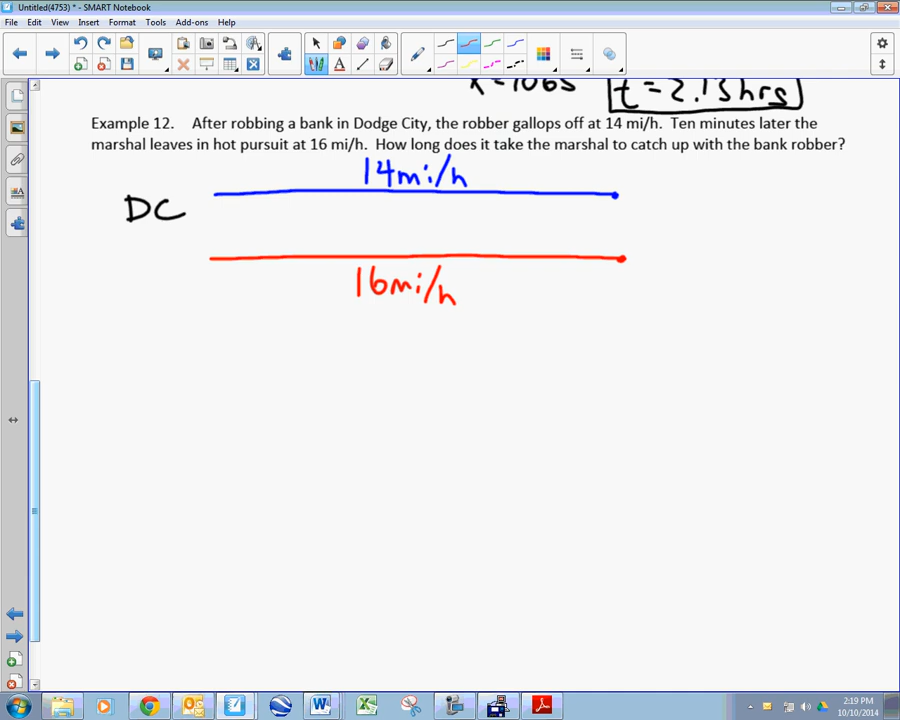 Untitled(4753) * - SMART Notebook
File Edit View Insert Format Tools Add-ons Help
x=1065 t=2.13hrs
Example 12. After robbing a bank in Dodge City, the robber gallops off at 14 mi/h. Ten minutes later the
marshal leaves in hot pursuit at 16 mi/h. How long does it take the marshal to catch up with the bank robber?
14mi/h
DC
16mi/h
2:19 PM
10/10/2014